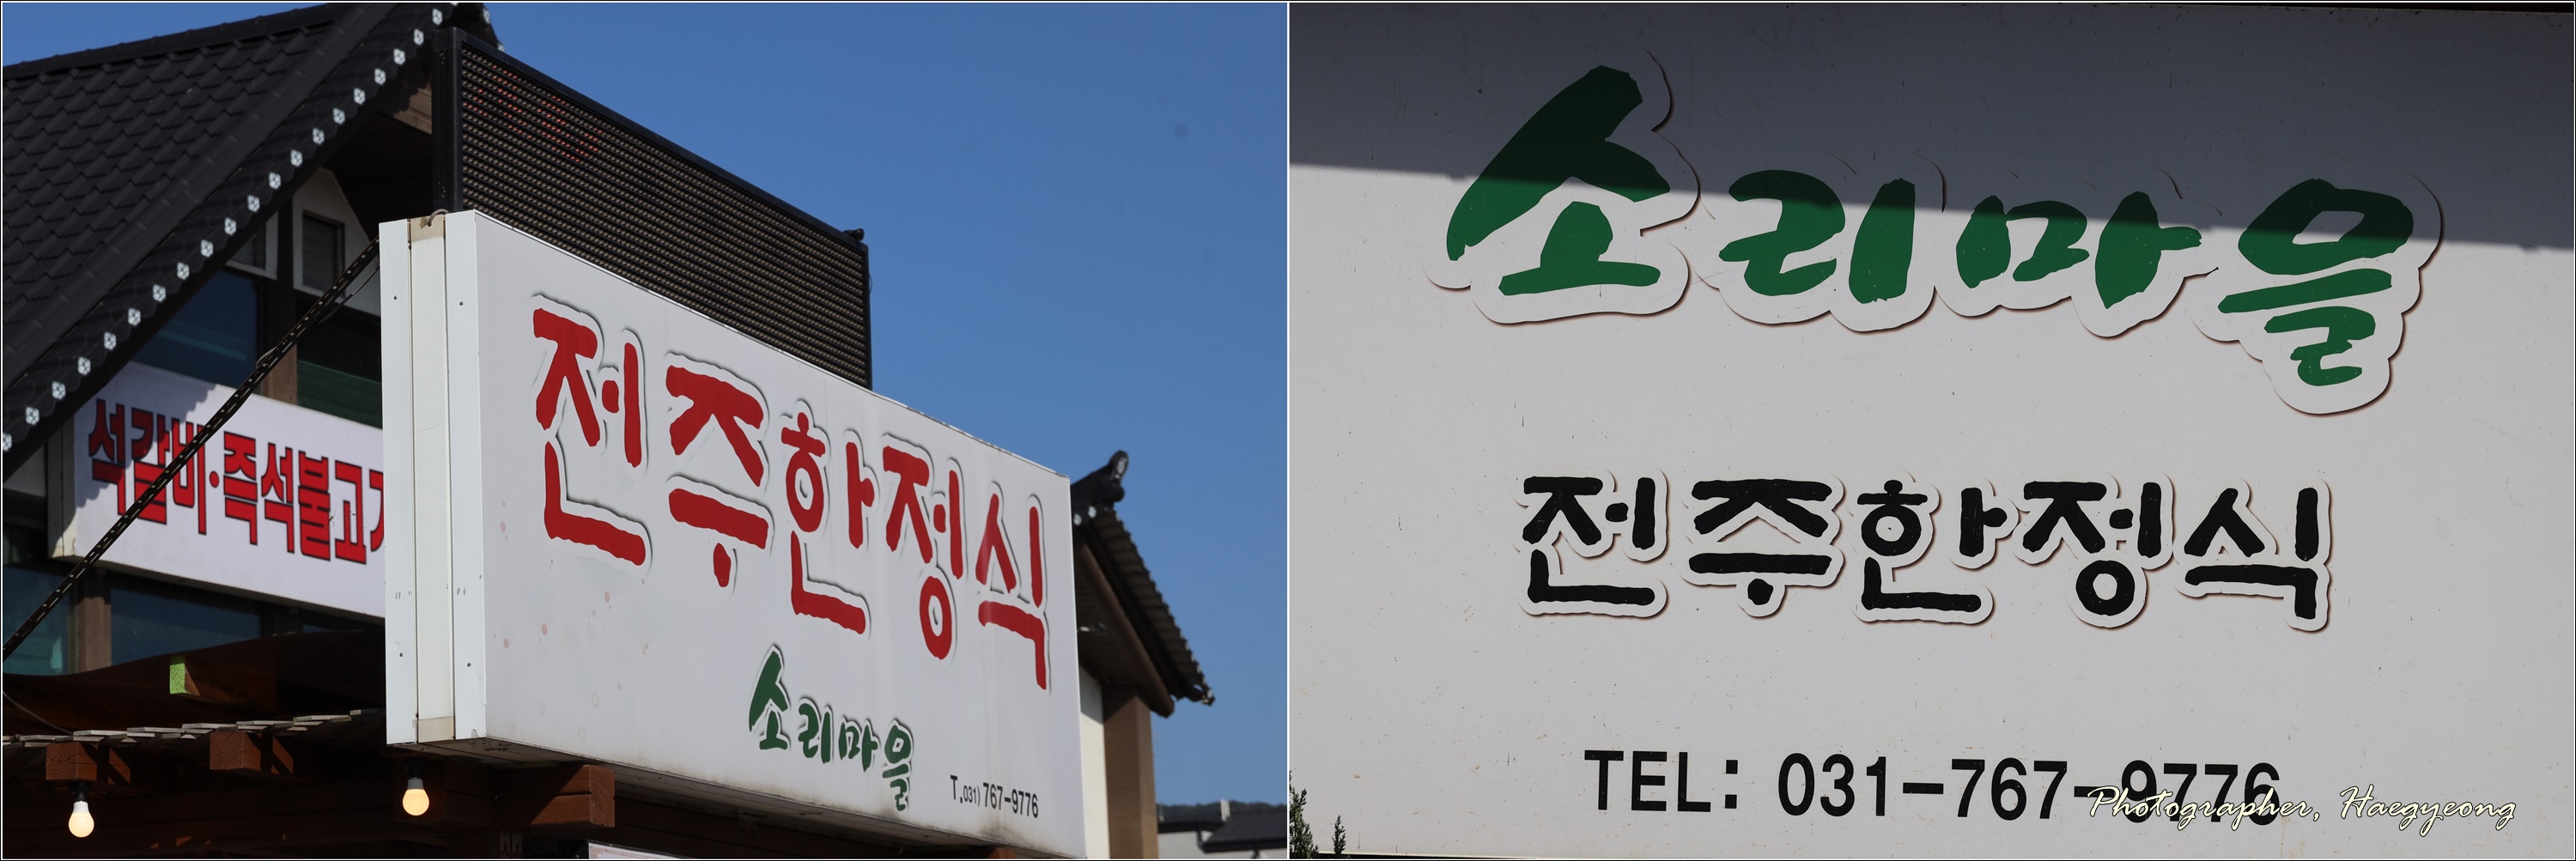 석갈비·즉석불고기
전주한정식
소리마을
T.031) 767-9776
소리마을
전주한정식
TEL: 031-767-9776
Photographer, Haegyeong